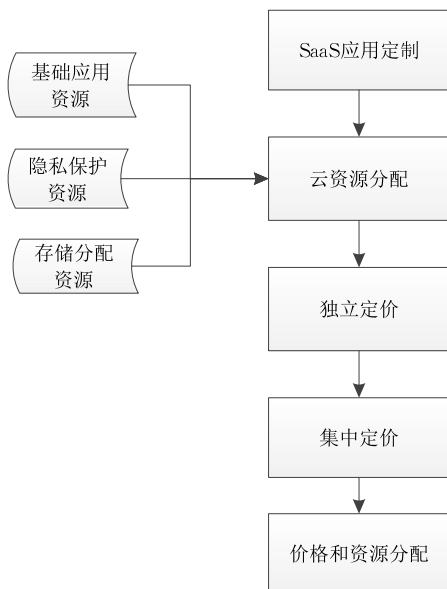 SaaS应用定制
基础应用
资源
隐私保护
资源
云资源分配
存储分配
资源
独立定价
集中定价
价格和资源分配